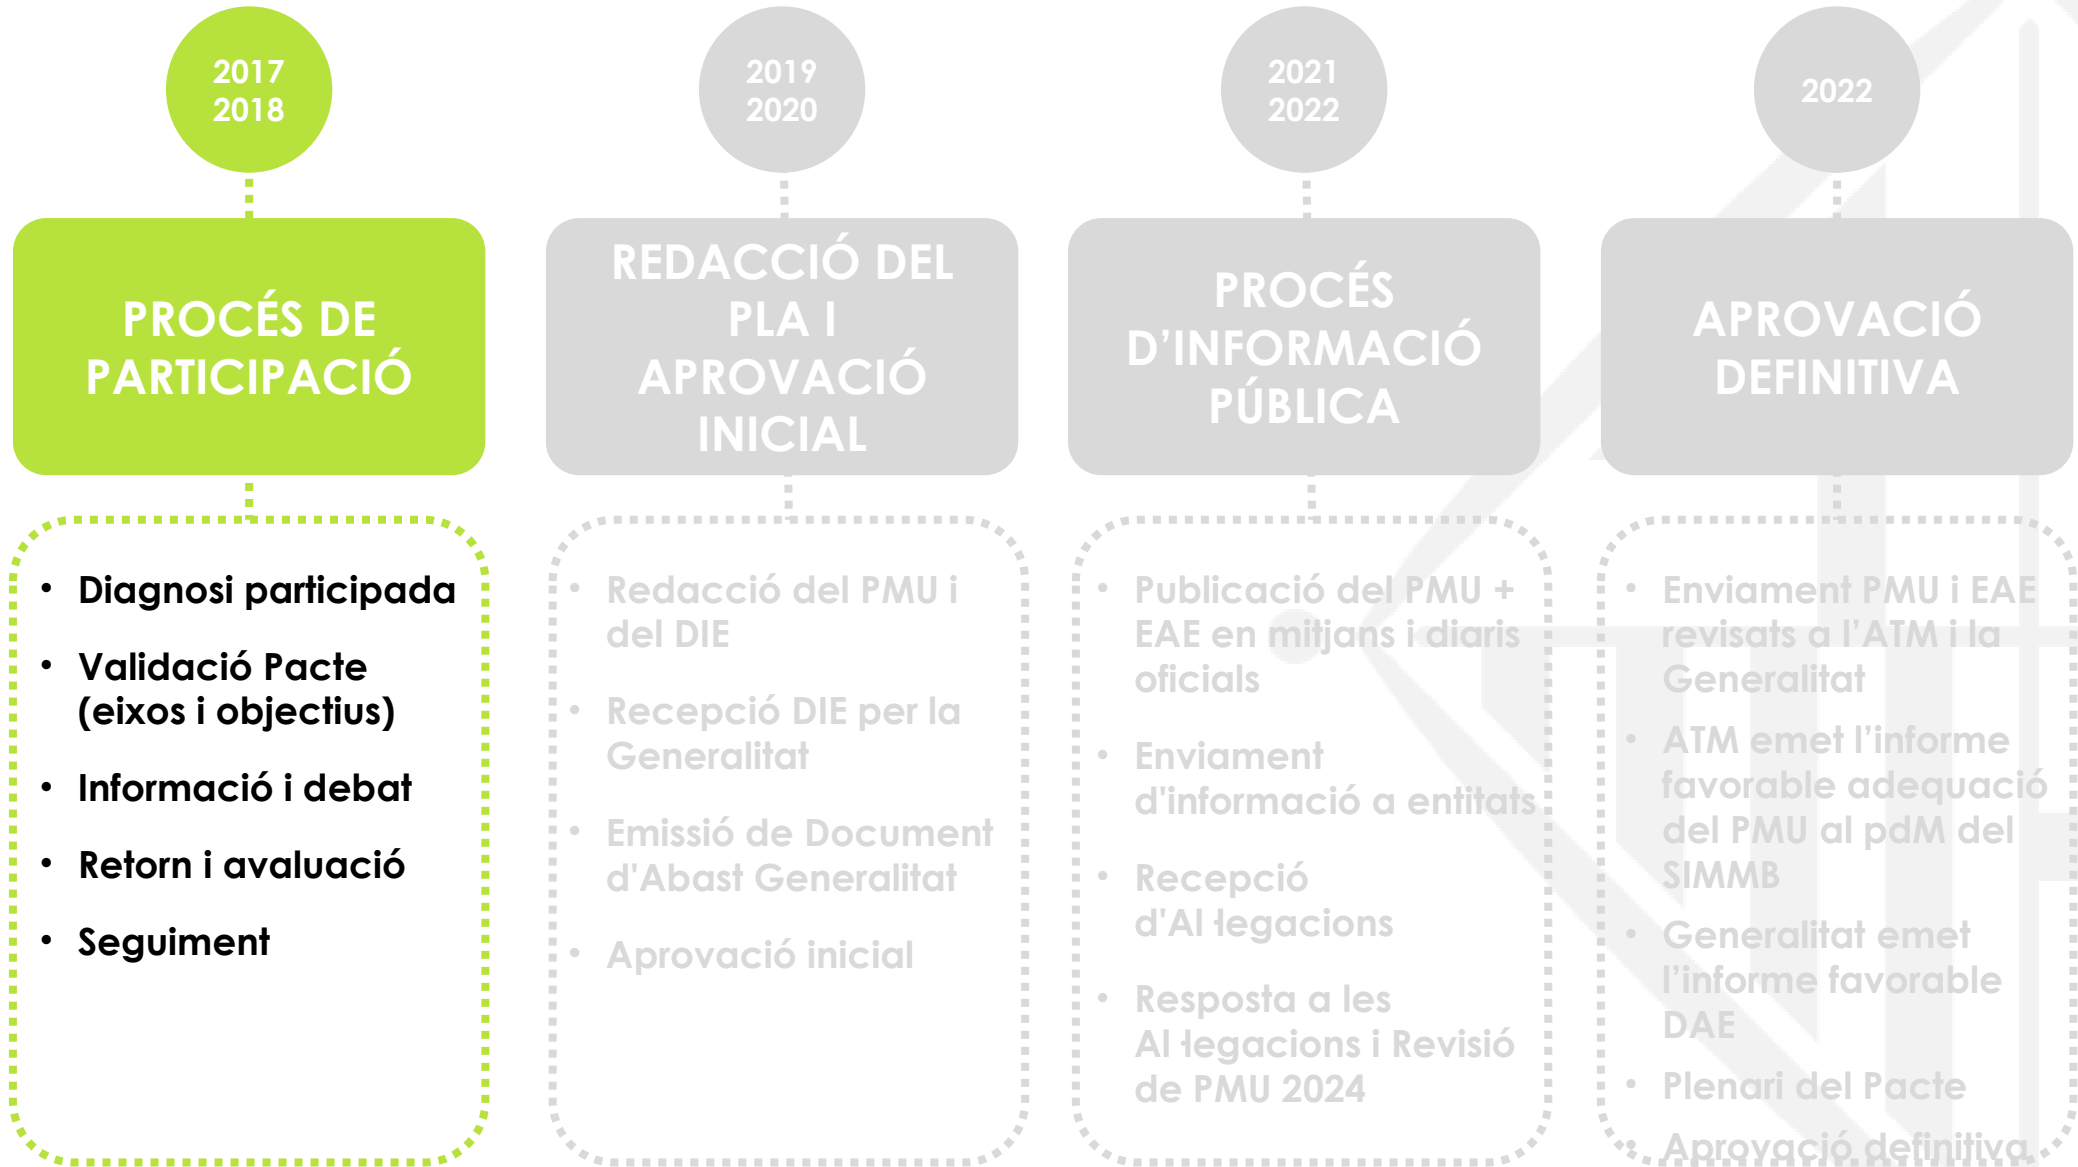 2017
2018
PROCÉS DE
PARTICIPACIÓ
• Diagnosi participada
• Validació Pacte
(eixos i objectius)
• Informació i debat
• Retorn i avaluació
• Seguiment
2019
2020
REDACCIÓ DEL
PLA I
APROVACIÓ
INICIAL
• Redacció del PMU i
del DIE
• Recepció DIE per la
Generalitat
• Emissió de Document
d'Abast Generalitat
• Aprovació inicial
2021
2022
PROCÉS
D’INFORMACIÓ
PÚBLICA
• Publicació del PMU +
EAE en mitjans i diaris
oficials
• Enviament
d'informació a entitats
• Recepció
d'Al·legacions
• Resposta a les
Al·legacions i Revisió
de PMU 2024
2022
APROVACIÓ
DEFINITIVA
• Enviament PMU i EAE
revisats a l’ATM i la
Generalitat
• ATM emet l’informe
favorable adequació
del PMU al pdM del
SIMMB
• Generalitat emet
l’informe favorable
DAE
• Plenari del Pacte
• Aprovació definitiva